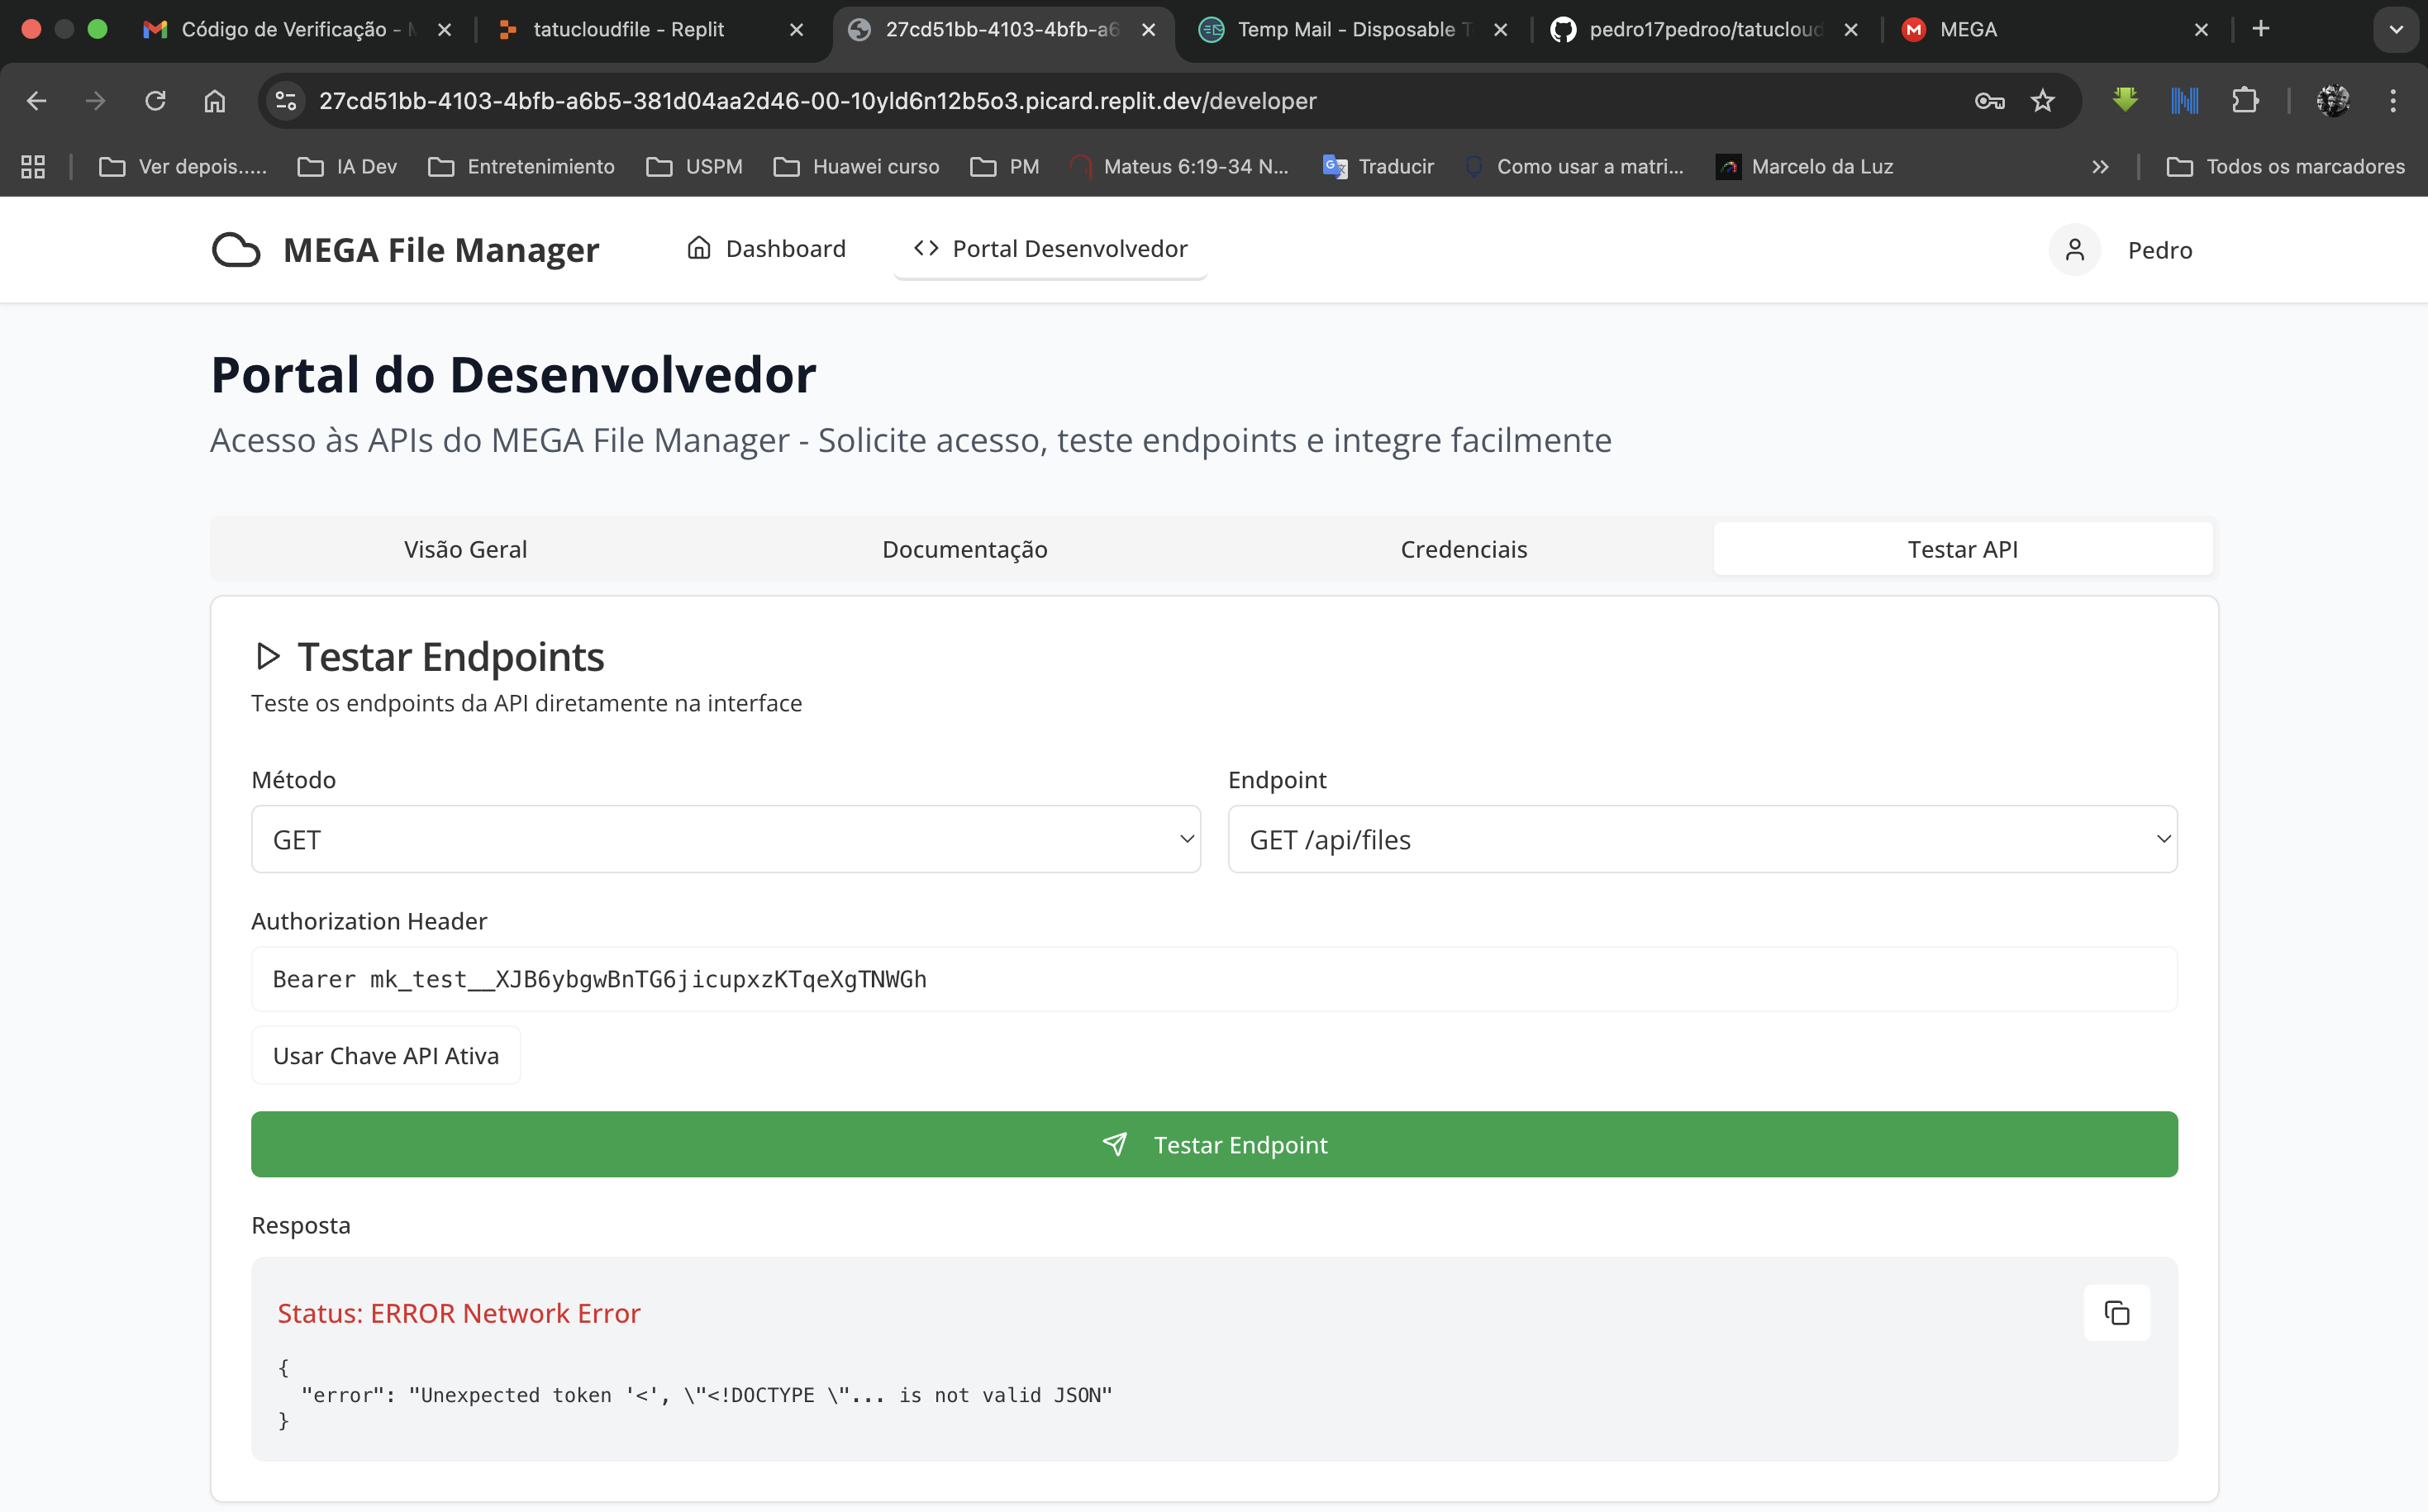 Código de Verificação - M
tatucloudfile - Replit
27cd51bb-4103-4bfb-a6
Temp Mail - Disposable T
pedro17pedroo/tatucloud
MEGA
27cd51bb-4103-4bfb-a6b5-381d04aa2d46-00-10yld6n12b5o3.picard.replit.dev/developer
Ver depois.....
IA Dev
Entretenimiento
USPM
Huawei curso
PM
Mateus 6:19-34 N...
Traducir
Como usar a matri...
Marcelo da Luz
Todos os marcadores
MEGA File Manager
Dashboard
Portal Desenvolvedor
Pedro
Portal do Desenvolvedor
Acesso às APIs do MEGA File Manager - Solicite acesso, teste endpoints e integre facilmente
Visão Geral
Documentação
Credenciais
Testar API
Testar Endpoints
Teste os endpoints da API diretamente na interface
Método
Endpoint
GET
GET /api/files
Authorization Header
Bearer mk_test__XJB6ybgwBnTG6jicupxzKTqeXgTNWGh
Usar Chave API Ativa
Testar Endpoint
Resposta
Status: ERROR Network Error
{
"error": "Unexpected token '<', \"<!DOCTYPE \"... is not valid JSON"
}